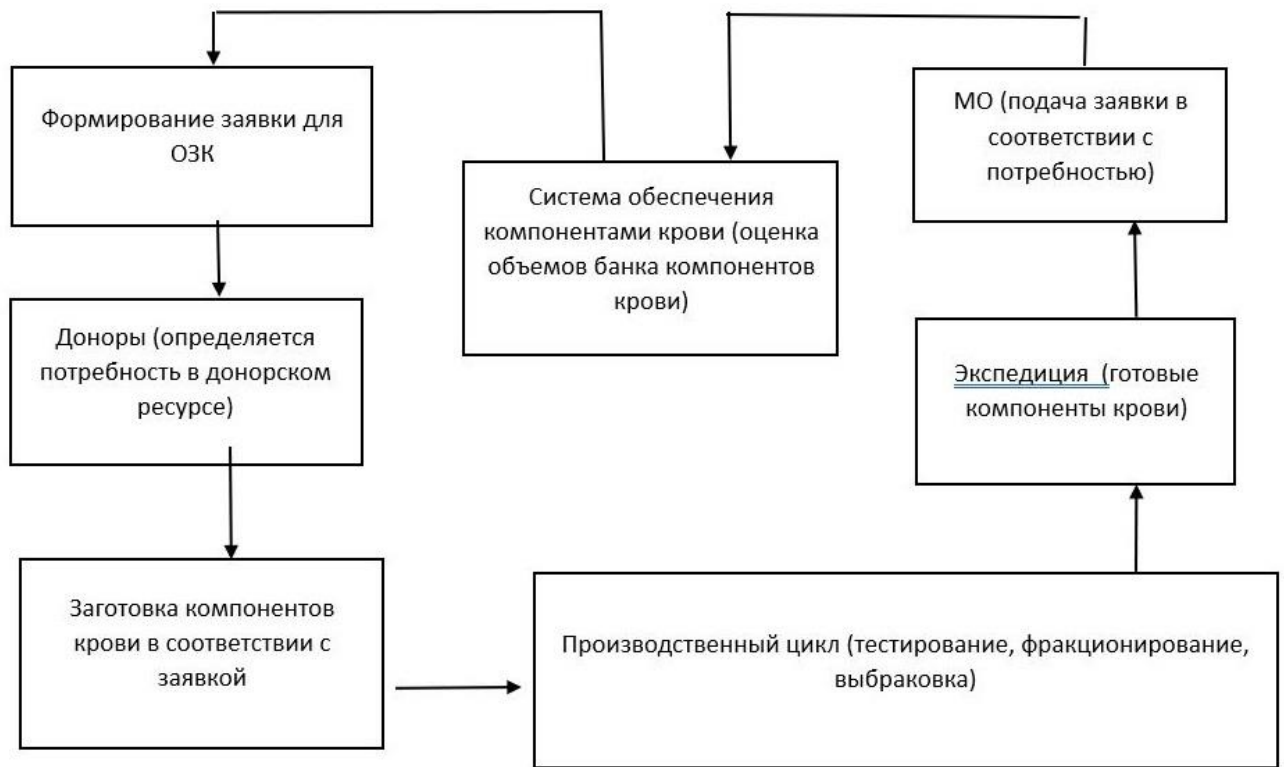 Формирование заявки для
ОЗК
МО (подача заявки в
соответствии с
потребностью)
Система обеспечения
компонентами крови (оценка
объемов банка компонентов
крови)
Доноры (определяется
потребность в донорском
ресурсе)
Экспедиция (готовые
компоненты крови)
Заготовка компонентов
крови в соответствии с
заявкой
Производственный цикл (тестирование, фракционирование,
выбраковка)